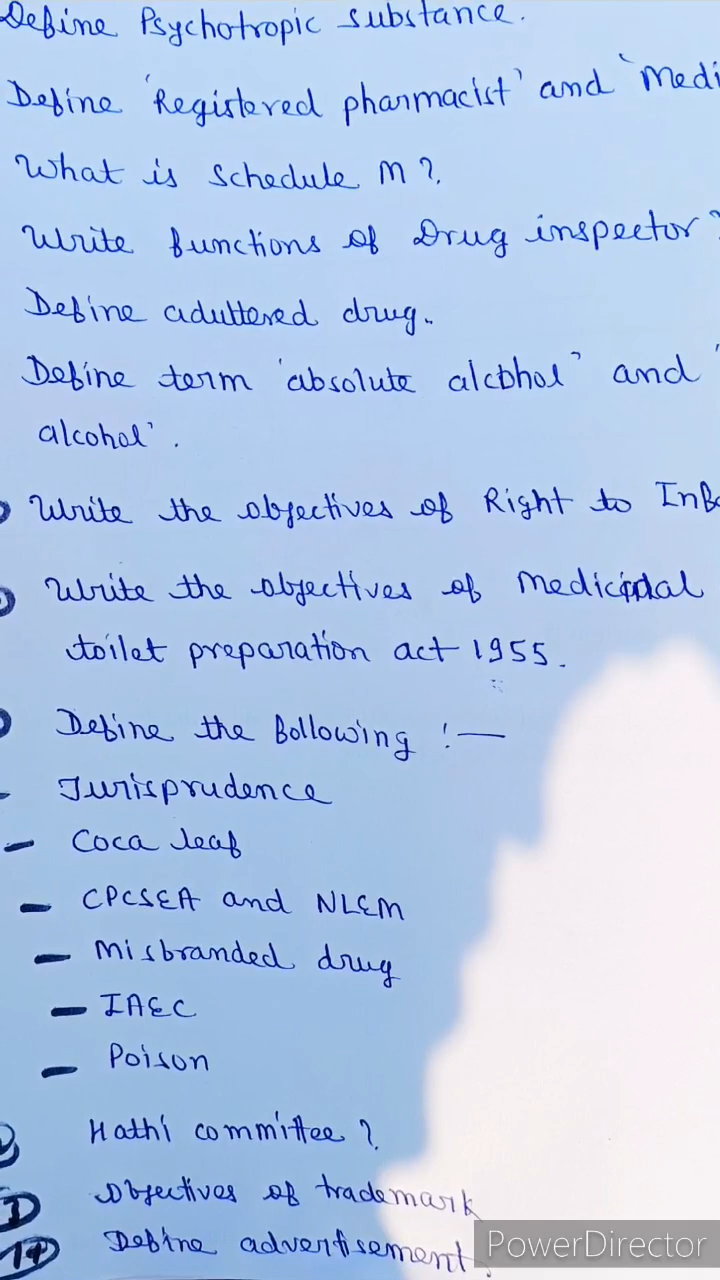 Define Psychotropic substance.
Define 'Registered pharmacist' and 'Medi
What is schedule M?
Write functions of Drug inspector?
Define aduttered drug.
Define term 'absolute alcohol' and '
alcohol'.
Write the objectives of Right to Info
Write the objectives of Medicinal
toilet preparation act 1955.
Define the following :—
Jurisprudence
- Coca leaf
- CPCSEA and NLEM
- Misbranded drug
- IAEC
- Poison
Hathi committee?
Objectives of trademark
Define advertisement.
PowerDirector